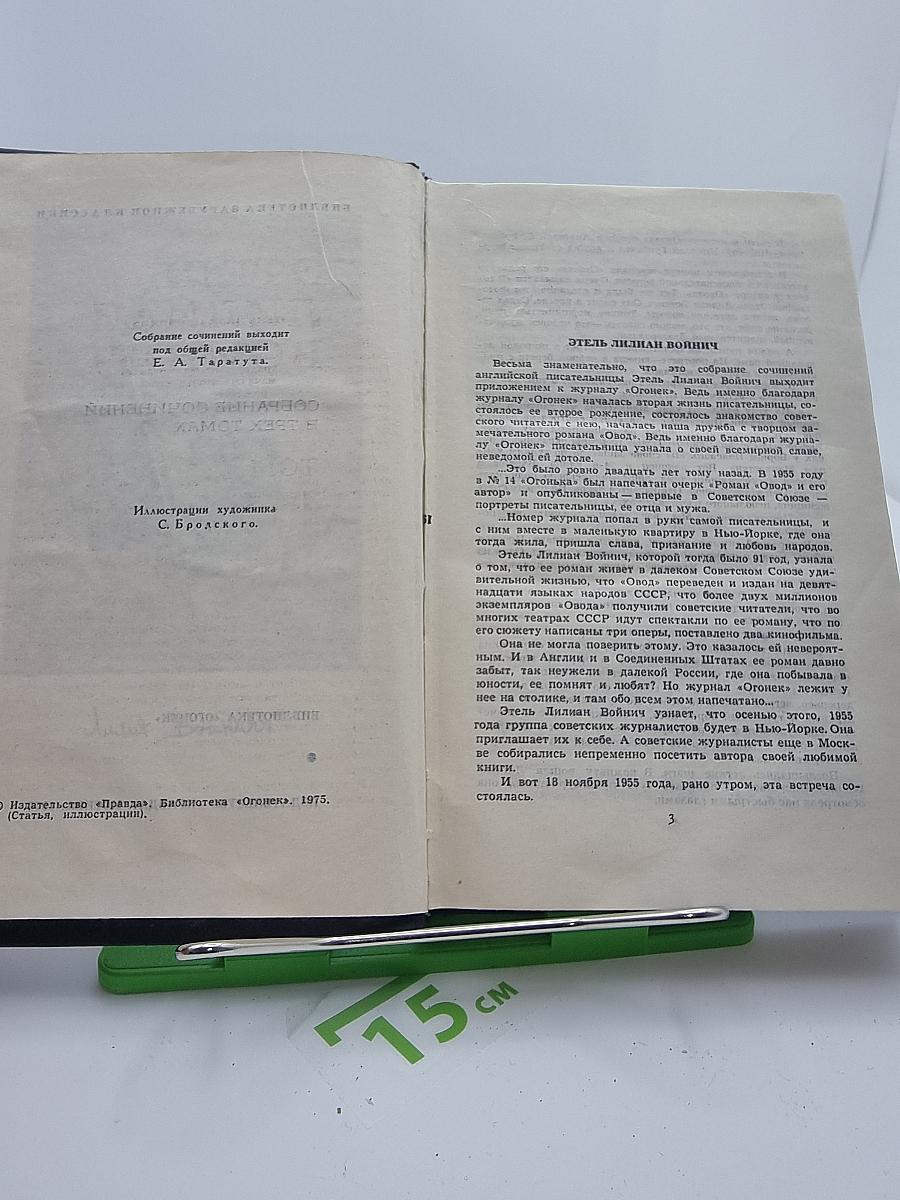 Собрание сочинений выходит
под общей редакцией
Е. А. Таратута.
Иллюстрации художника
С. Бродского.
Издательство «Правда». Библиотека «Огонек». 1975.
(Статья, иллюстрации).
ЭТЕЛЬ ЛИЛИАН ВОЙНИЧ
Весьма знаменательно, что это собрание сочинений
английской писательницы Этель Лилиан Войнич выходит
приложением к журналу «Огонек». Ведь именно благодаря
журналу «Огонек» началась вторая жизнь писательницы, со-
стоялось ее второе рождение, состоялось знакомство совет-
ского читателя с нею, началась наша дружба с творцом за-
мечательного романа «Овод». Ведь именно благодаря журна-
лу «Огонек» писательница узнала о своей всемирной славе,
неведомой ей дотоле.
...Это было ровно двадцать лет тому назад. В 1955 году
в № 14 «Огонька» был напечатан очерк «Роман «Овод» и его
автор» и опубликованы — впервые в Советском Союзе —
портреты писательницы, ее отца и мужа.
...Номер журнала попал в руки самой писательницы, и
с ним вместе в маленькую квартиру в Нью-Йорке, где она
тогда жила, пришла слава, признание и любовь народов.
Этель Лилиан Войнич, которой тогда было 91 год, узнала
о том, что ее роман живет в далеком Советском Союзе уди-
вительной жизнью, что «Овод» переведен и издан на девят-
надцати языках народов СССР, что более двух миллионов
экземпляров «Овода» получили советские читатели, что во
многих театрах СССР идут спектакли по ее роману, что по
его сюжету написаны три оперы, поставлено два кинофильма.
Она не могла поверить этому. Это казалось ей невероят-
ным. И в Англии и в Соединенных Штатах ее роман давно
забыт, так неужели в далекой России, где она побывала в
юности, ее помнят и любят? Но журнал «Огонек» лежит у
нее на столике, и там обо всем этом напечатано...
Этель Лилиан Войнич узнает, что осенью этого, 1955
года группа советских журналистов будет в Нью-Йорке. Она
приглашает их к себе. А советские журналисты еще в Моск-
ве собирались непременно посетить автора своей любимой
книги.
И вот 18 ноября 1955 года, рано утром, эта встреча со-
стоялась.
3
15 см